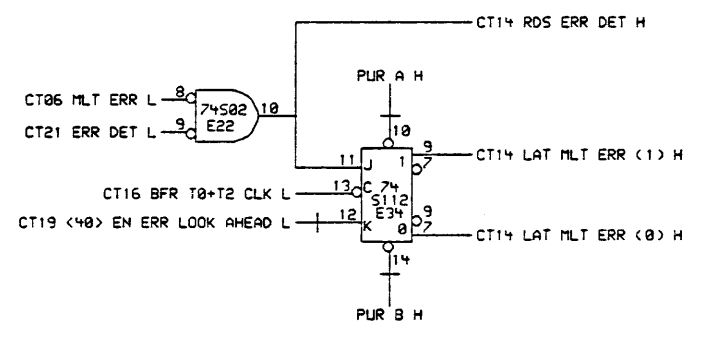 CT14 RDS ERR DET H
PUR A H
CT06 MLT ERR L
8
74S02
E22
10
CT21 ERR DET L
9
10
11
J
1
9
7
CT14 LAT MLT ERR (1) H
CT16 BFR T0+T2 CLK L
13
C
74
S112
E34
CT19 <40> EN ERR LOOK AHEAD L
12
K
0
9
7
CT14 LAT MLT ERR (0) H
14
PUR B H